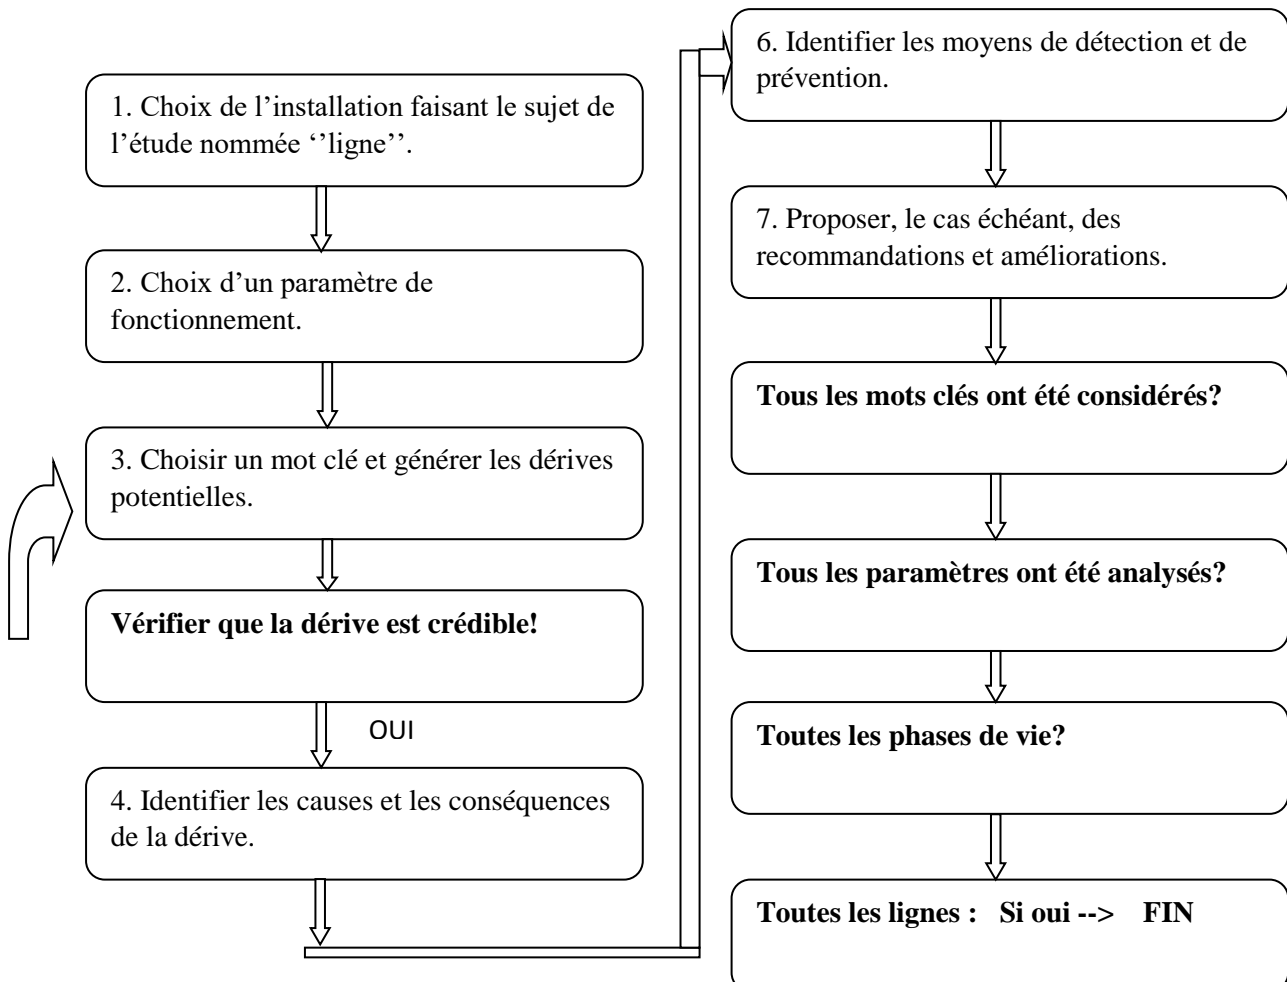 1. Choix de l’installation faisant le sujet de
l’étude nommée ‘’ligne’’.
2. Choix d’un paramètre de
fonctionnement.
3. Choisir un mot clé et générer les dérives
potentielles.
Vérifier que la dérive est crédible!
OUI
4. Identifier les causes et les conséquences
de la dérive.
6. Identifier les moyens de détection et de
prévention.
7. Proposer, le cas échéant, des
recommandations et améliorations.
Tous les mots clés ont été considérés?
Tous les paramètres ont été analysés?
Toutes les phases de vie?
Toutes les lignes :   Si oui -->    FIN